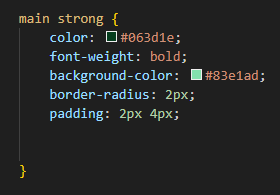 main strong {
    color: #063d1e;
    font-weight: bold;
    background-color: #83e1ad;
    border-radius: 2px;
    padding: 2px 4px;
}